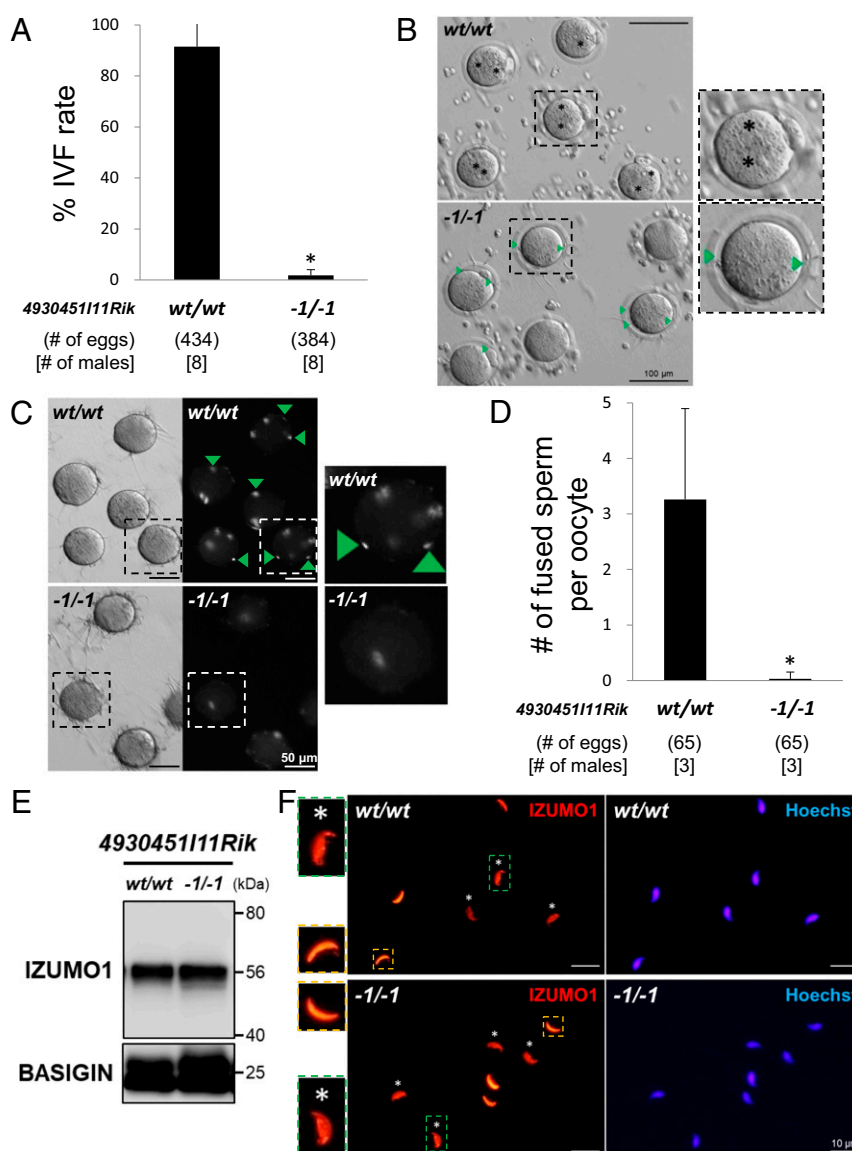 A
% IVF rate
100
80
60
40
20
0
*
4930451I11Rik wt/wt -1/-1
(# of eggs) (434) (384)
[# of males] [8] [8]
B
wt/wt
* * * * * * * * *
* *
-1/-1
100 μm
C
wt/wt wt/wt
wt/wt
-1/-1 -1/-1
-1/-1
50 μm
D
# of fused sperm
per oocyte
5
4
3
2
1
0
*
4930451I11Rik wt/wt -1/-1
(# of eggs) (65) (65)
[# of males] [3] [3]
E
4930451I11Rik
wt/wt -1/-1 (kDa)
80
IZUMO1 56
40
BASIGIN 25
F
* wt/wt IZUMO1 wt/wt Hoechst
* * *
-1/-1 IZUMO1 -1/-1 Hoechst
* * * *
*
10 μm